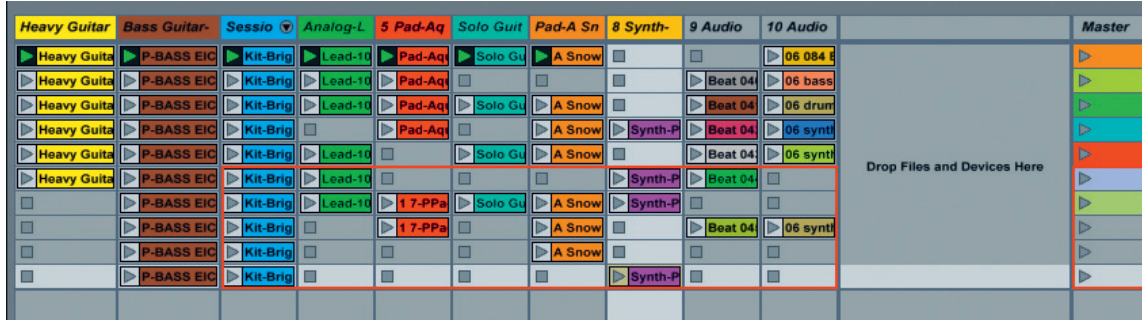 Heavy Guitar Bass Guitar- Sessio Analog-L 5 Pad-Aq Solo Guit Pad-A Sn 8 Synth- 9 Audio 10 Audio Master
Heavy Guita P-BASS EIC Kit-Brig Lead-10 Pad-Aqu Solo Gu A Snow 06 084 E
Heavy Guita P-BASS EIC Kit-Brig Lead-10 Pad-Aqu Beat 04 06 bass
Heavy Guita P-BASS EIC Kit-Brig Lead-10 Pad-Aqu Solo Gu A Snow Beat 04 06 drum
Heavy Guita P-BASS EIC Kit-Brig Pad-Aqu A Snow Synth-P Beat 04 06 synth
Heavy Guita P-BASS EIC Kit-Brig Lead-10 Solo Gu A Snow Beat 04 06 synth
Drop Files and Devices Here
Heavy Guita P-BASS EIC Kit-Brig Lead-10 Synth-P Beat 04
P-BASS EIC Kit-Brig Lead-10 1 7-PPa Solo Gu A Snow Synth-P
P-BASS EIC Kit-Brig 1 7-PPa A Snow Beat 04 06 synth
P-BASS EIC Kit-Brig A Snow
P-BASS EIC Kit-Brig Synth-P